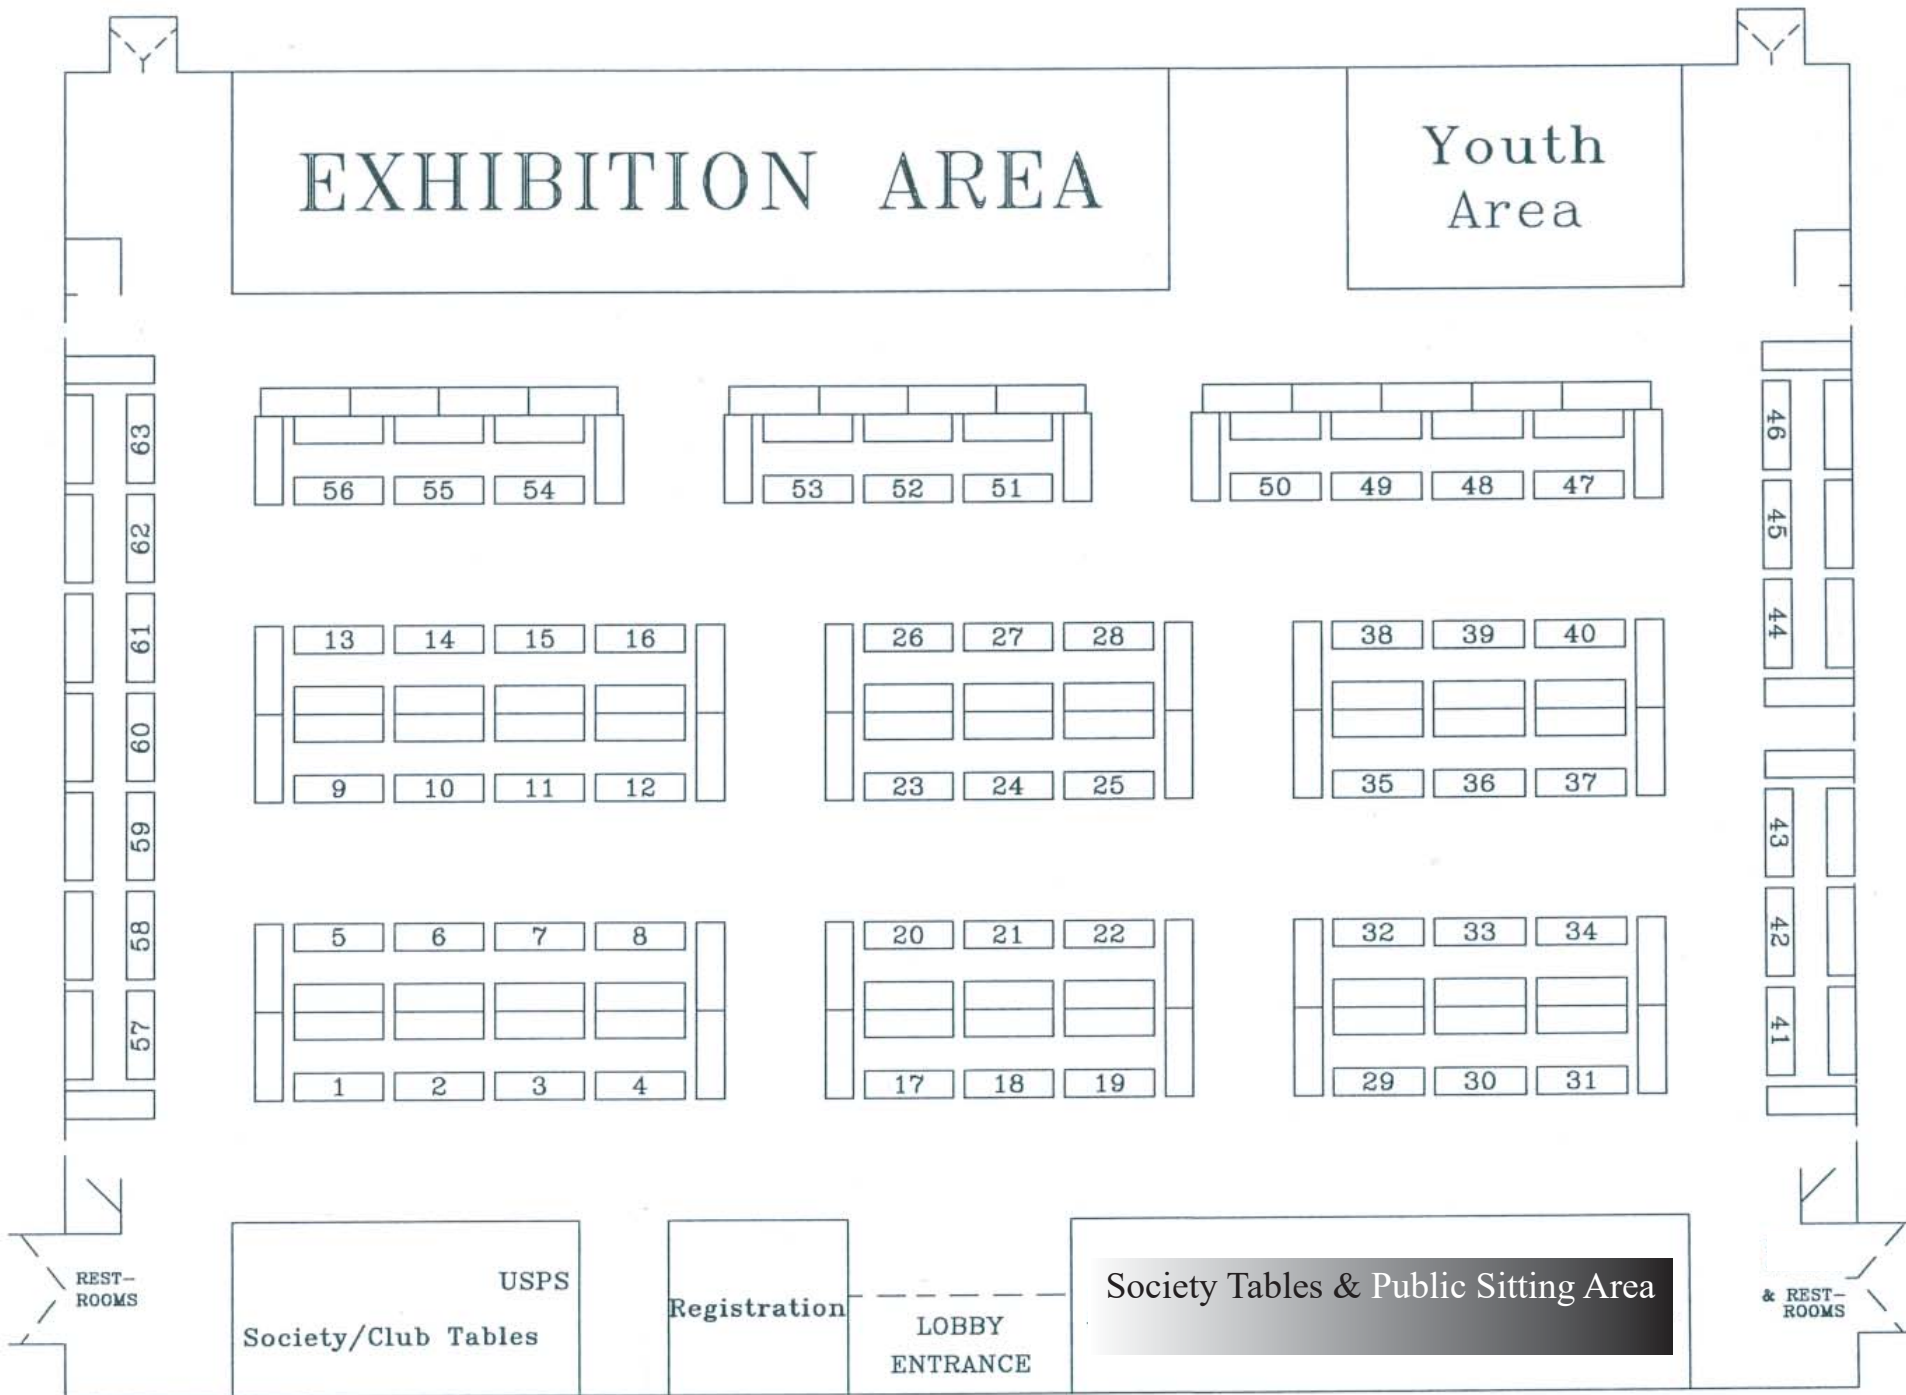 EXHIBITION AREA
Youth
Area
63
62
61
60
59
58
57
56 55 54
53 52 51
50 49 48 47
46
45
44
43
42
41
13 14 15 16
26 27 28
38 39 40
9 10 11 12
23 24 25
35 36 37
5 6 7 8
20 21 22
32 33 34
1 2 3 4
17 18 19
29 30 31
REST-
ROOMS
USPS
Society/Club Tables
Registration
LOBBY
ENTRANCE
Society Tables & Public Sitting Area
& REST-
ROOMS